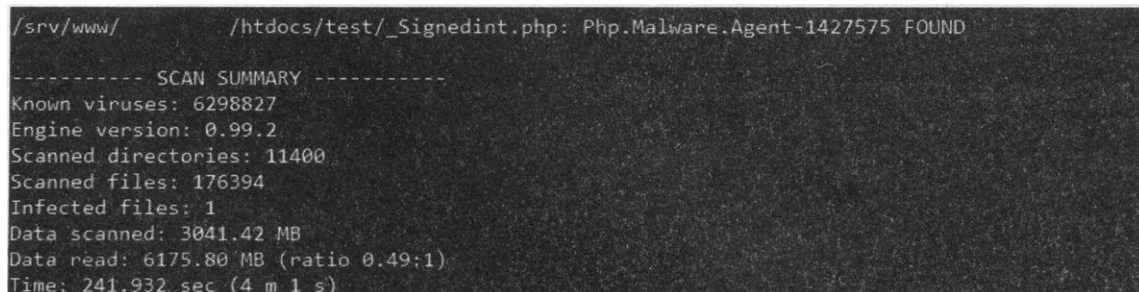 /srv/www/ /htdocs/test/_Signedint.php: Php.Malware.Agent-1427575 FOUND
----------- SCAN SUMMARY -----------
Known viruses: 6298827
Engine version: 0.99.2
Scanned directories: 11400
Scanned files: 176394
Infected files: 1
Data scanned: 3041.42 MB
Data read: 6175.80 MB (ratio 0.49:1)
Time: 241.932 sec (4 m 1 s)